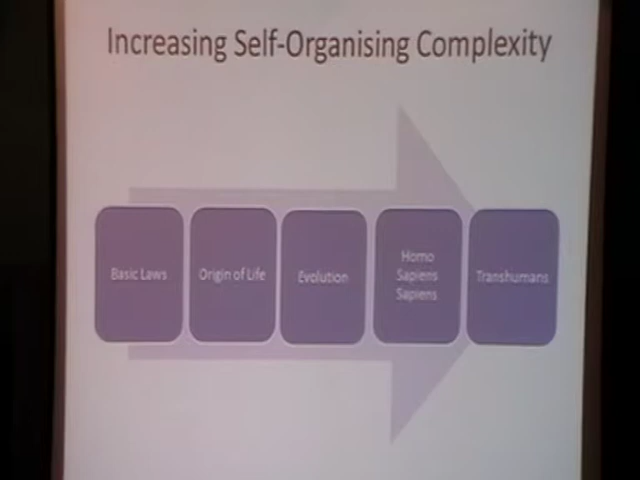 Increasing Self-Organising Complexity
Basic Laws
Origin of Life
Evolution
Homo
Sapiens
Sapiens
Transhumans